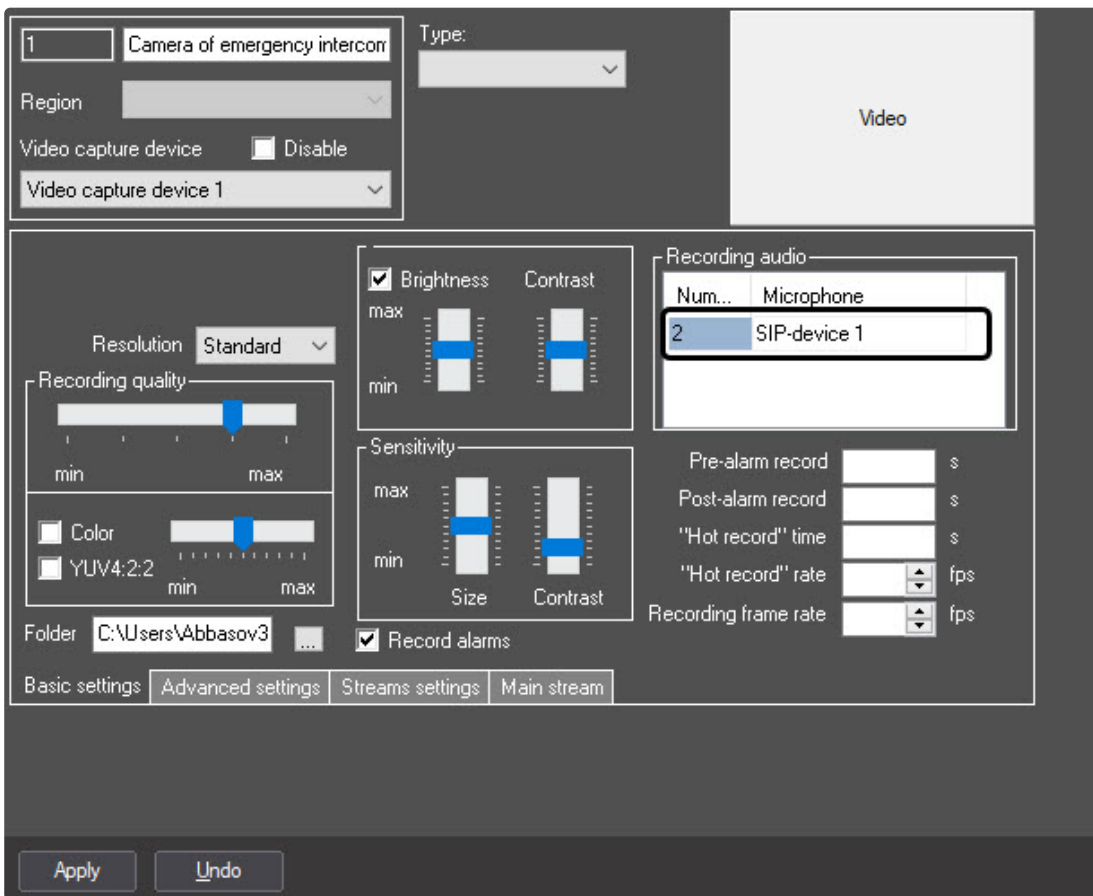 1
Camera of emergency intercom
Type:
Region
Video capture device
Disable
Video capture device 1
Video
Brightness
Contrast
max
min
Resolution
Standard
Recording quality
min
max
Color
YUV4:2:2
min
max
Folder
C:\Users\Abbasov3
...
Sensitivity
max
min
Size
Contrast
Record alarms
Recording audio
Num...
Microphone
2
SIP-device 1
Pre-alarm record
s
Post-alarm record
s
"Hot record" time
s
"Hot record" rate
fps
Recording frame rate
fps
Basic settings
Advanced settings
Streams settings
Main stream
Apply
Undo